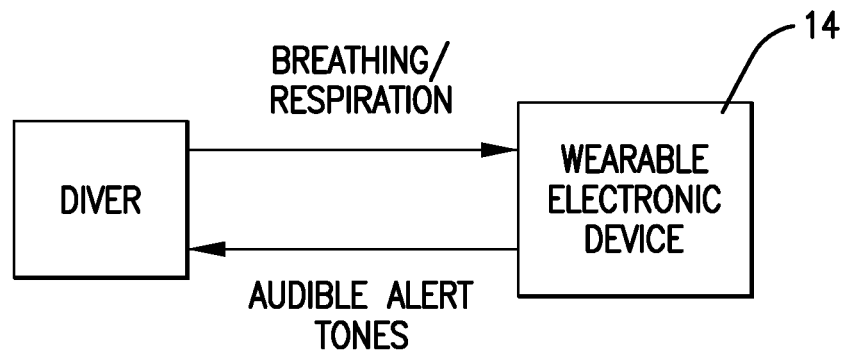 14
BREATHING/
RESPIRATION
DIVER
WEARABLE
ELECTRONIC
DEVICE
AUDIBLE ALERT
TONES